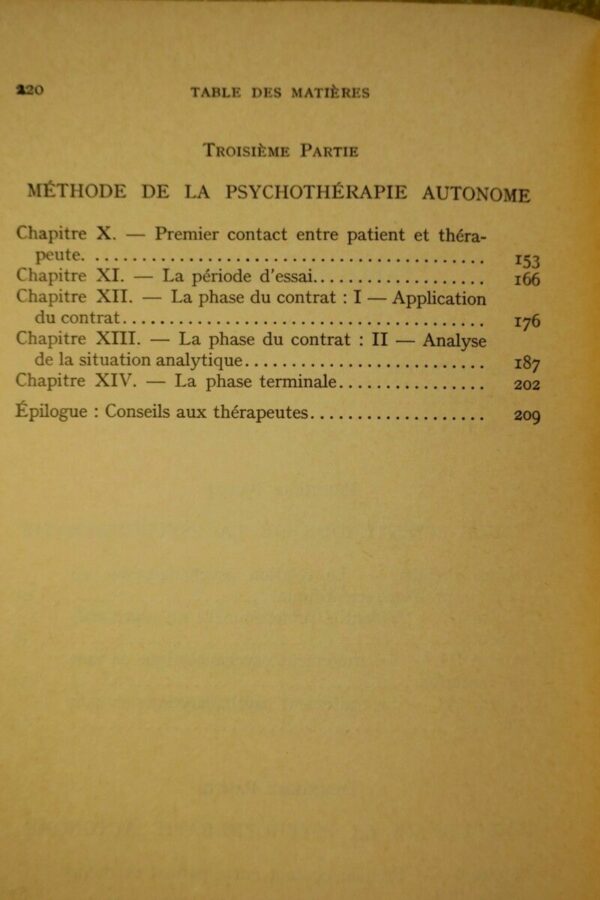 220 TABLE DES MATIÈRES
TROISIÈME PARTIE
MÉTHODE DE LA PSYCHOTHÉRAPIE AUTONOME
Chapitre X. — Premier contact entre patient et théra-
peute. .......................................... 153
Chapitre XI. — La période d'essai.................. 166
Chapitre XII. — La phase du contrat : I — Application
du contrat...................................... 176
Chapitre XIII. — La phase du contrat : II — Analyse
de la situation analytique......................... 187
Chapitre XIV. — La phase terminale............... 202
Épilogue : Conseils aux thérapeutes.................. 209